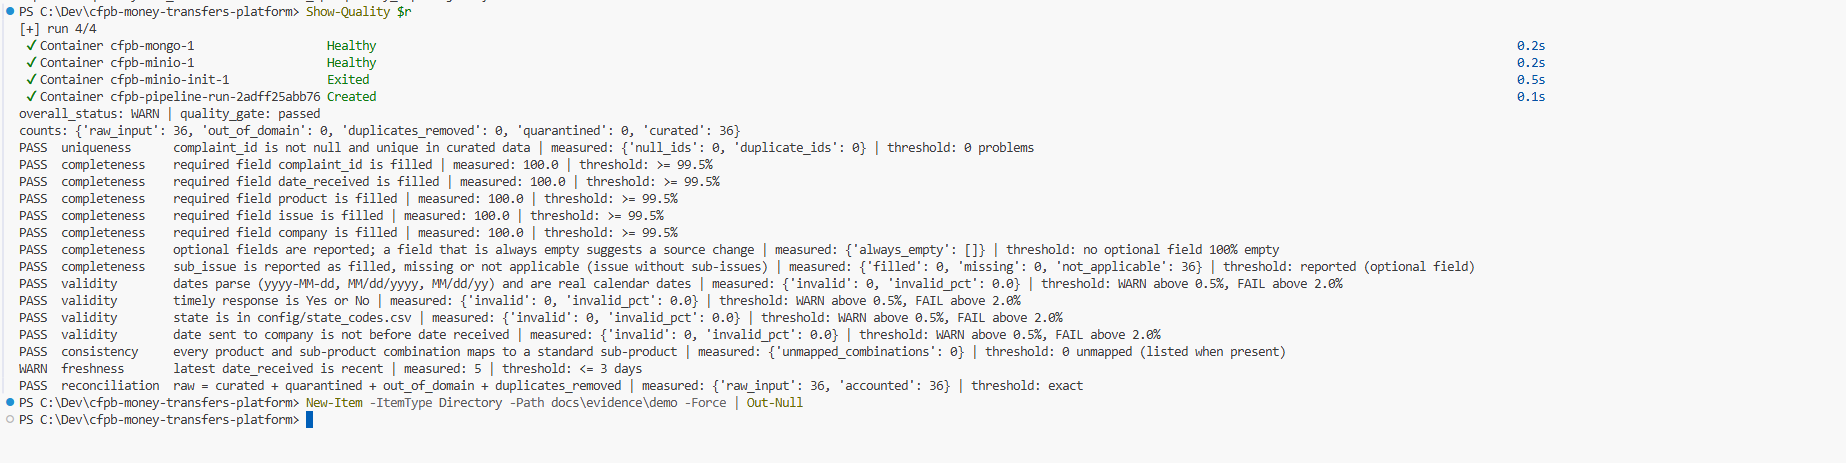 PS C:\Dev\cfpb-money-transfers-platform> Show-Quality $r
[+] run 4/4
✓ Container cfpb-mongo-1 Healthy 0.2s
✓ Container cfpb-minio-1 Healthy 0.2s
✓ Container cfpb-minio-init-1 Exited 0.5s
✓ Container cfpb-pipeline-run-2adff25abb76 Created 0.1s
overall_status: WARN | quality_gate: passed
counts: {'raw_input': 36, 'out_of_domain': 0, 'duplicates_removed': 0, 'quarantined': 0, 'curated': 36}
PASS uniqueness complaint_id is not null and unique in curated data | measured: {'null_ids': 0, 'duplicate_ids': 0} | threshold: 0 problems
PASS completeness required field complaint_id is filled | measured: 100.0 | threshold: >= 99.5%
PASS completeness required field date_received is filled | measured: 100.0 | threshold: >= 99.5%
PASS completeness required field product is filled | measured: 100.0 | threshold: >= 99.5%
PASS completeness required field issue is filled | measured: 100.0 | threshold: >= 99.5%
PASS completeness required field company is filled | measured: 100.0 | threshold: >= 99.5%
PASS completeness optional fields are reported; a field that is always empty suggests a source change | measured: {'always_empty': []} | threshold: no optional field 100% empty
PASS completeness sub_issue is reported as filled, missing or not applicable (issue without sub-issues) | measured: {'filled': 0, 'missing': 0, 'not_applicable': 36} | threshold: reported (optional field)
PASS validity dates parse (yyyy-MM-dd, MM/dd/yyyy, MM/dd/yy) and are real calendar dates | measured: {'invalid': 0, 'invalid_pct': 0.0} | threshold: WARN above 0.5%, FAIL above 2.0%
PASS validity timely response is Yes or No | measured: {'invalid': 0, 'invalid_pct': 0.0} | threshold: WARN above 0.5%, FAIL above 2.0%
PASS validity state is in config/state_codes.csv | measured: {'invalid': 0, 'invalid_pct': 0.0} | threshold: WARN above 0.5%, FAIL above 2.0%
PASS validity date sent to company is not before date received | measured: {'invalid': 0, 'invalid_pct': 0.0} | threshold: WARN above 0.5%, FAIL above 2.0%
PASS consistency every product and sub-product combination maps to a standard sub-product | measured: {'unmapped_combinations': 0} | threshold: 0 unmapped (listed when present)
WARN freshness latest date_received is recent | measured: 5 | threshold: <= 3 days
PASS reconciliation raw = curated + quarantined + out_of_domain + duplicates_removed | measured: {'raw_input': 36, 'accounted': 36} | threshold: exact
PS C:\Dev\cfpb-money-transfers-platform> New-Item -ItemType Directory -Path docs\evidence\demo -Force | Out-Null
PS C:\Dev\cfpb-money-transfers-platform>